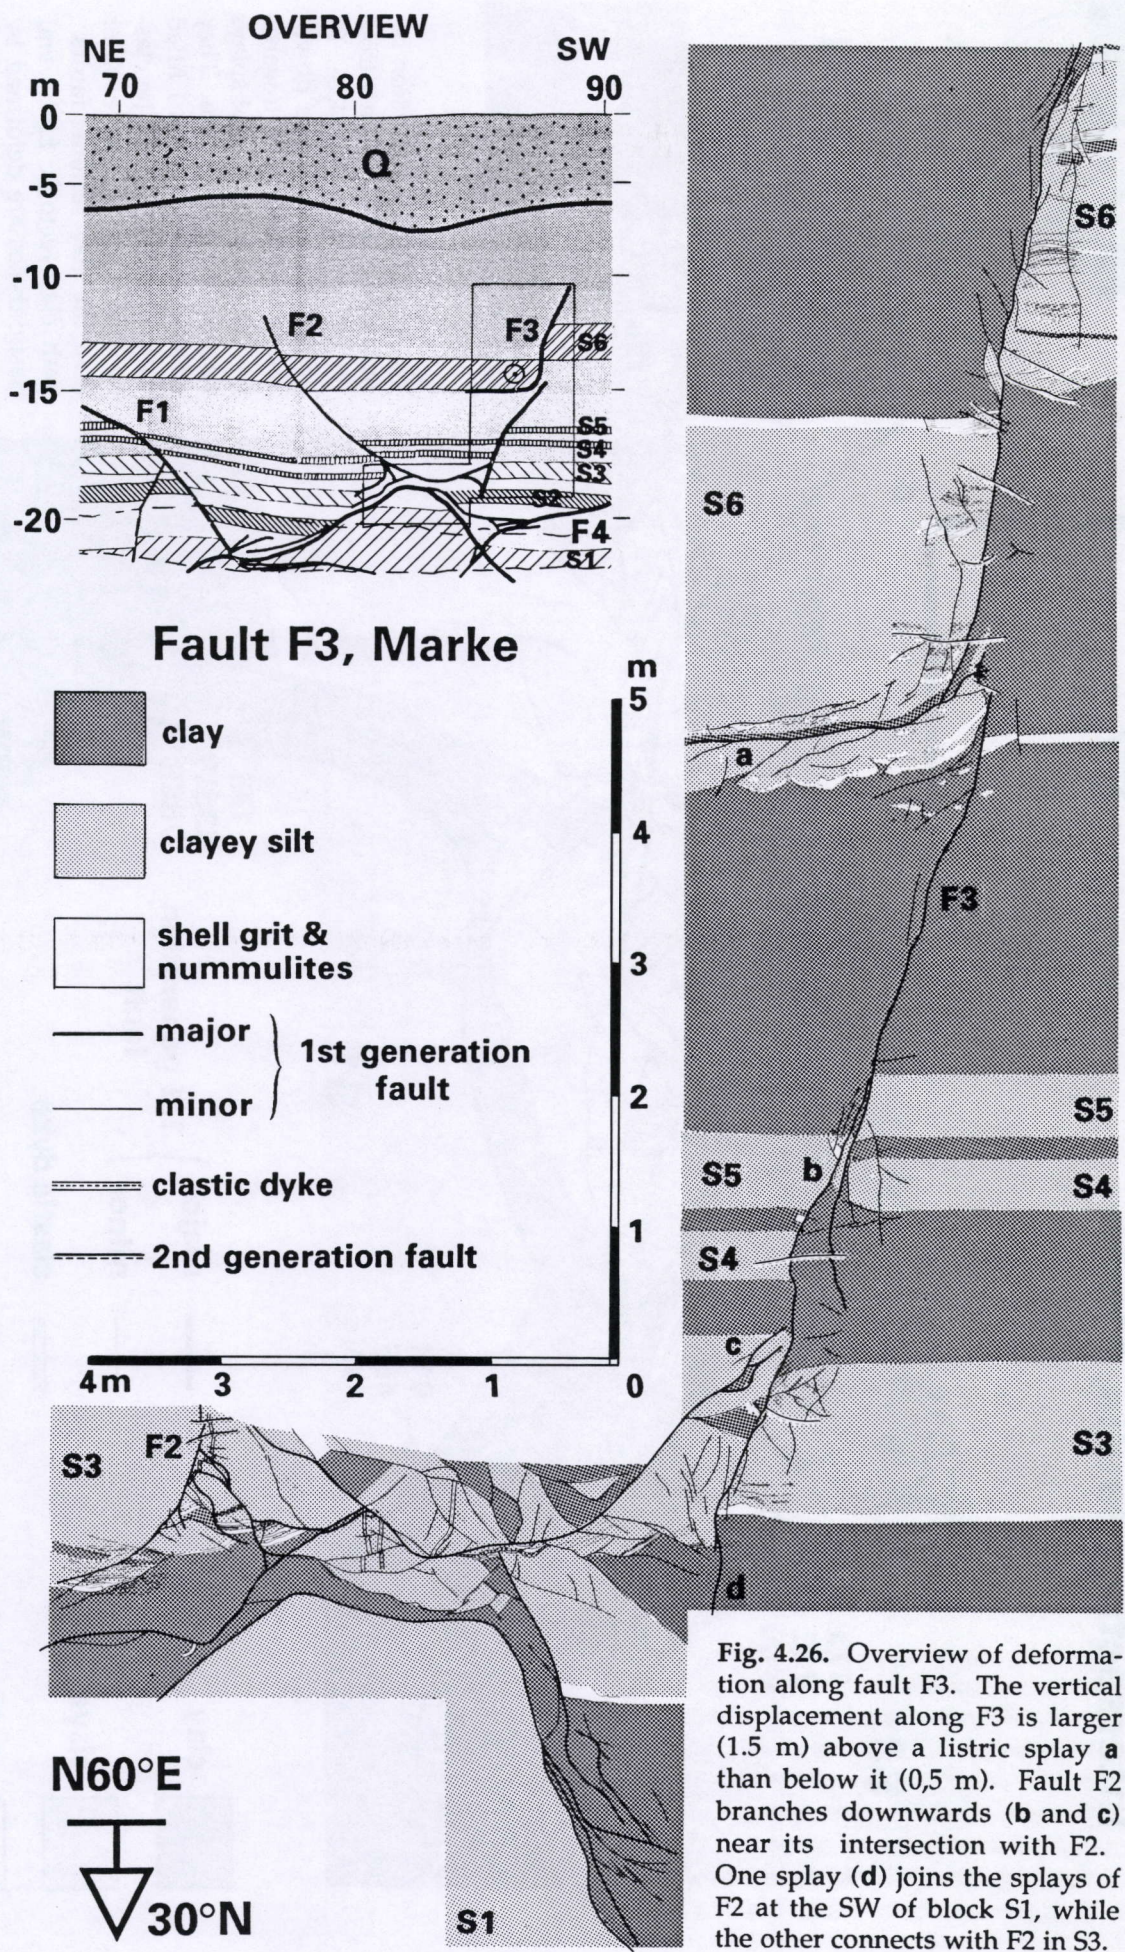 OVERVIEW
NE SW
m 70 80 90
0
Q
-5
-10
F2 F3 S6
-15
F1
S5
S4
S3
S2
-20
F4
S1
S6
S6
a
F3
S5
S5 b
S4
S4
c
S3
d
Fault F3, Marke
clay
clayey silt
shell grit &
nummulites
major
minor
1st generation
fault
clastic dyke
2nd generation fault
m
5
4
3
2
1
4m 3 2 1 0
S3 F2
S1
N60°E
30°N
Fig. 4.26. Overview of deforma-
tion along fault F3. The vertical
displacement along F3 is larger
(1.5 m) above a listric splay a
than below it (0,5 m). Fault F2
branches downwards (b and c)
near its intersection with F2.
One splay (d) joins the splays of
F2 at the SW of block S1, while
the other connects with F2 in S3.